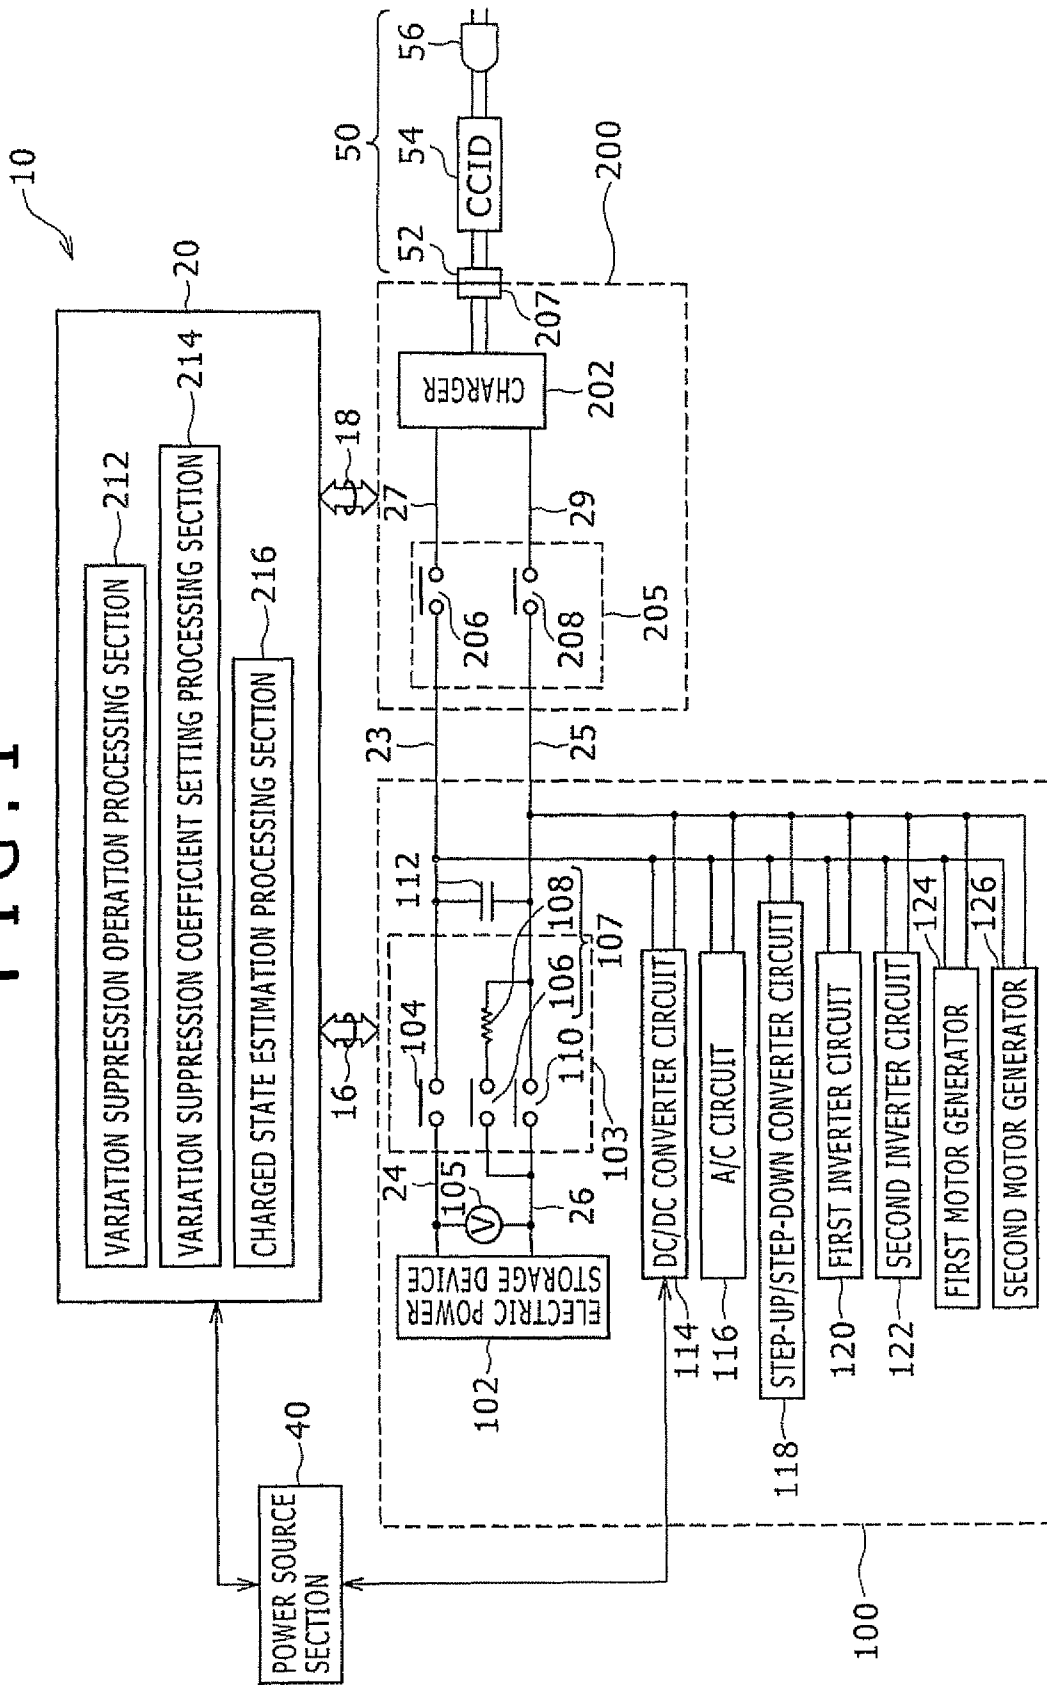 10
20
VARIATION SUPPRESSION OPERATION PROCESSING SECTION
212
VARIATION SUPPRESSION COEFFICIENT SETTING PROCESSING SECTION
214
CHARGED STATE ESTIMATION PROCESSING SECTION
216
40
POWER SOURCE
SECTION
16
18
50
52
54
56
CCID
200
207
CHARGER
202
27
29
206
208
205
23
25
112
108
107
106
104
110
103
24
105
V
26
ELECTRIC POWER
STORAGE DEVICE
102
DC/DC CONVERTER CIRCUIT
114
A/C CIRCUIT
116
STEP-UP/STEP-DOWN CONVERTER CIRCUIT
118
FIRST INVERTER CIRCUIT
120
SECOND INVERTER CIRCUIT
122
FIRST MOTOR GENERATOR
124
SECOND MOTOR GENERATOR
126
100